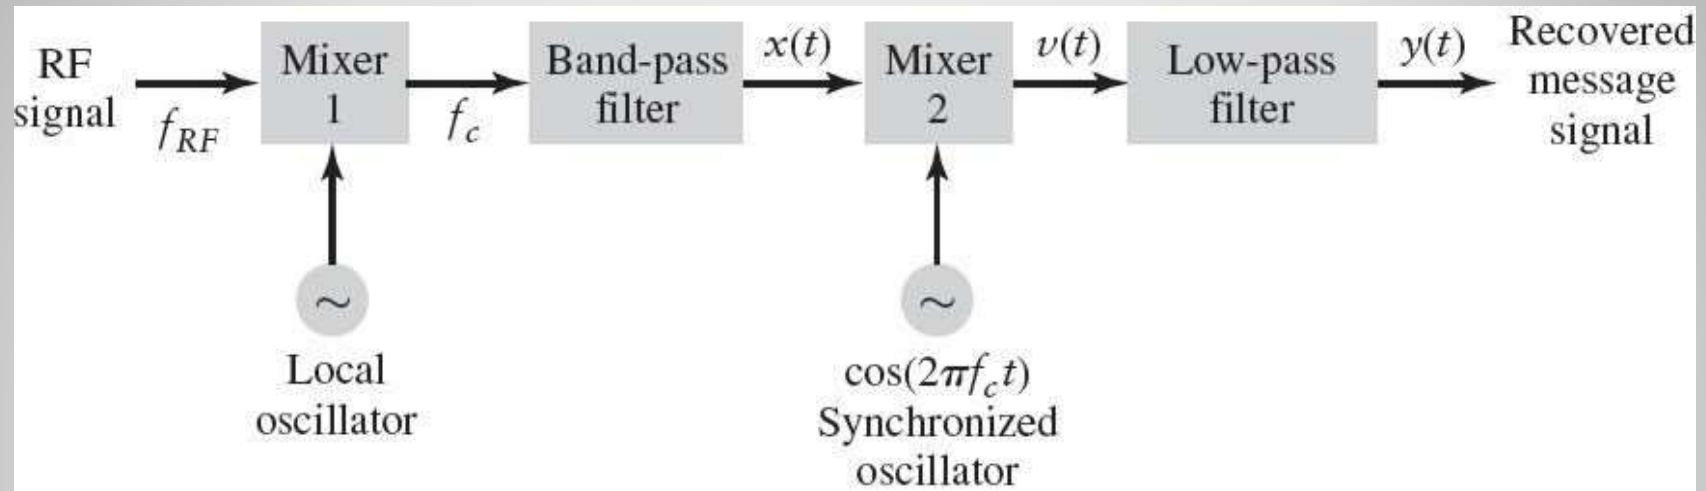 RF
signal
f_RF
Mixer
1
f_c
Band-pass
filter
x(t)
Mixer
2
v(t)
Low-pass
filter
y(t)
Recovered
message
signal
~
Local
oscillator
~
cos(2πf_ct)
Synchronized
oscillator